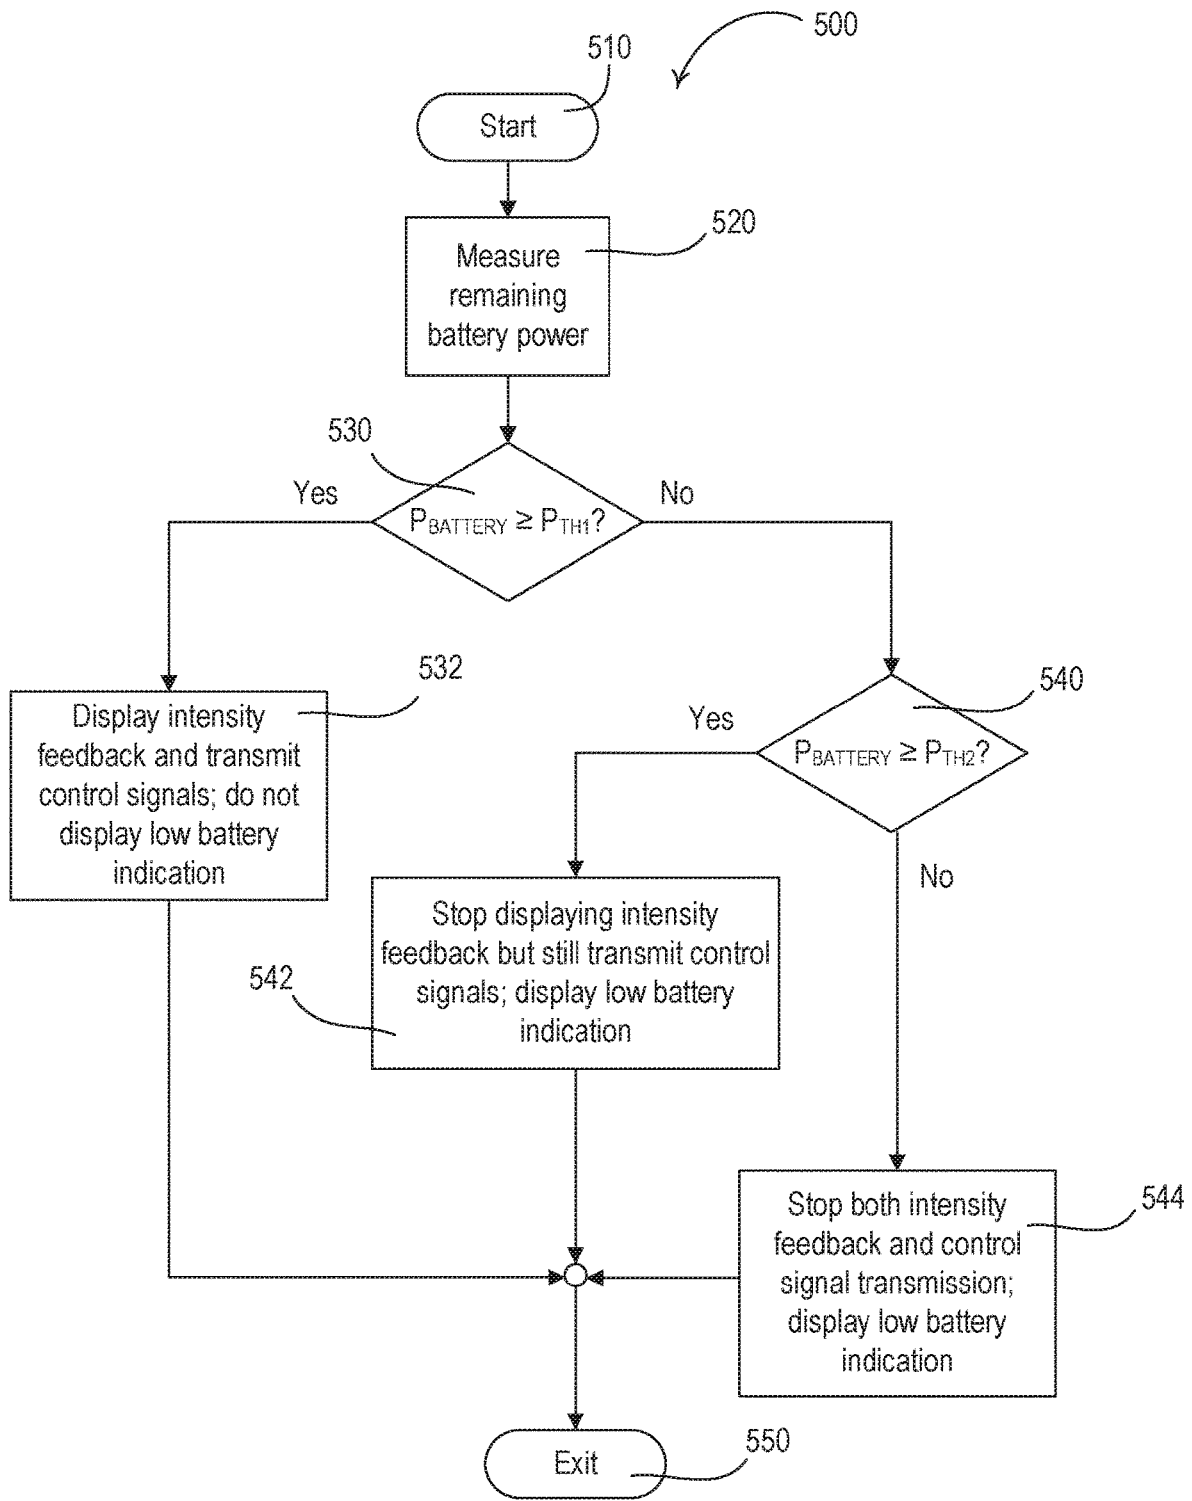 500
510
Start
520
Measure
remaining
battery power
530
Yes
No
PBATTERY ≥ PTH1?
532
Display intensity
feedback and transmit
control signals; do not
display low battery
indication
540
Yes
PBATTERY ≥ PTH2?
No
Stop displaying intensity
feedback but still transmit control
signals; display low battery
indication
542
544
Stop both intensity
feedback and control
signal transmission;
display low battery
indication
550
Exit